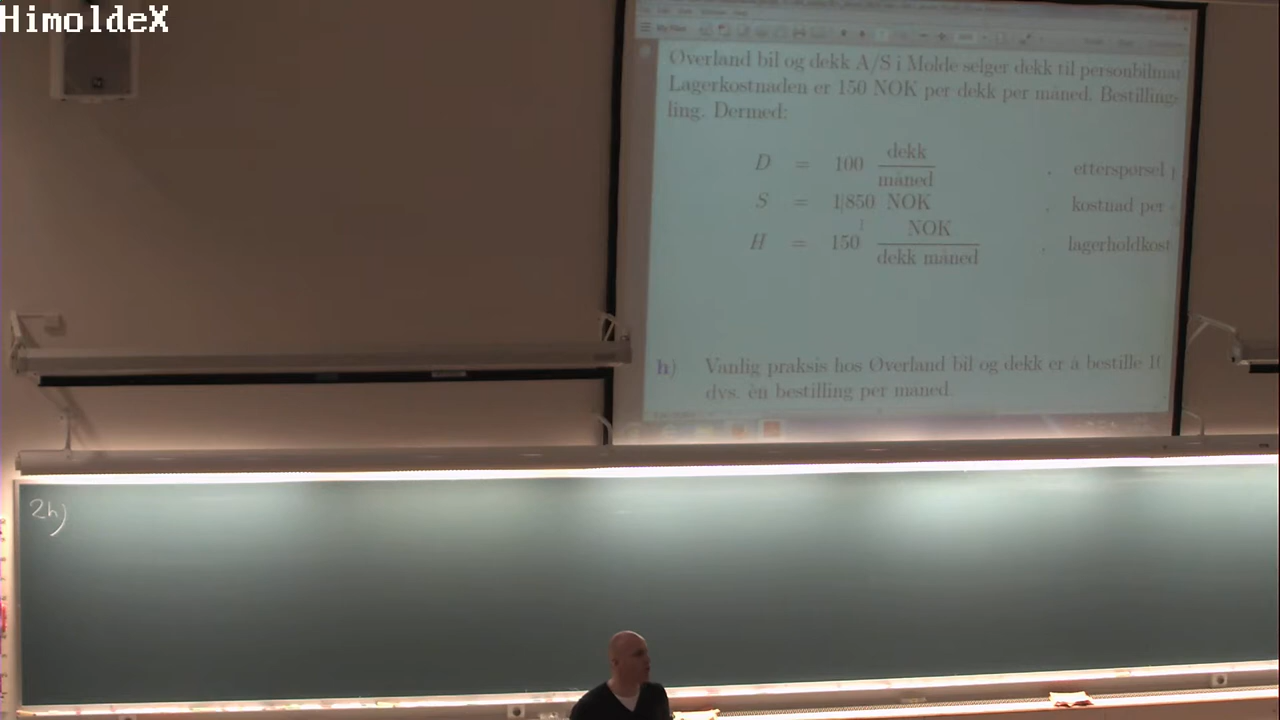 HimoldeX
Øverland bil og dekk A/S i Molde selger dekk til personbilmar
Lagerkostnaden er 150 NOK per dekk per måned. Bestilling
ling. Dermed:
D = 100 dekk
måned
, etterspørsel
S = 1850 NOK , kostnad per
H = 150 NOK
dekk måned
, lagerholdkost
h) Vanlig praksis hos Øverland bil og dekk er å bestille 10
dvs. èn bestilling per måned.
2h)